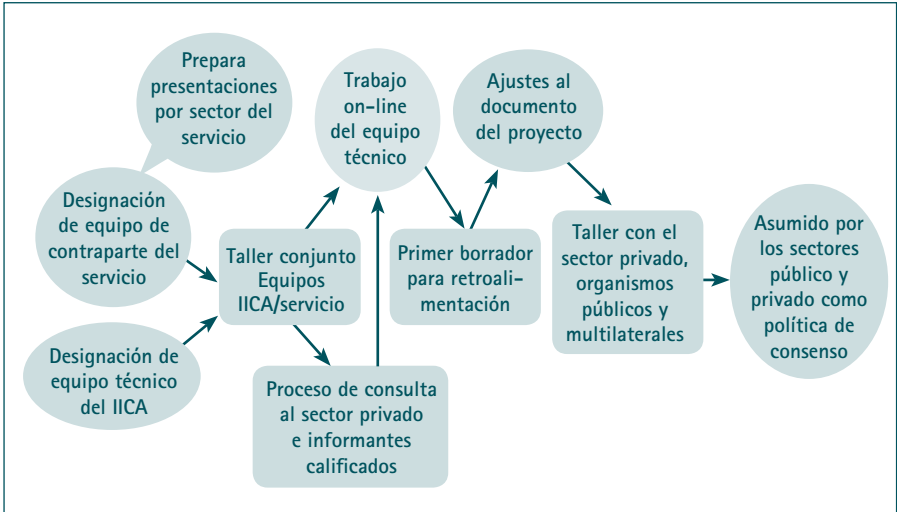 Prepara
presentaciones
por sector del
servicio
Designación
de equipo de
contraparte del
servicio
Designación de
equipo técnico
del IICA
Taller conjunto
Equipos
IICA/servicio
Proceso de consulta
al sector privado
e informantes
calificados
Trabajo
on-line
del equipo
técnico
Primer borrador
para retroali-
mentación
Ajustes al
documento
del proyecto
Taller con el
sector privado,
organismos
públicos y
multilaterales
Asumido por
los sectores
público y
privado como
política de
consenso